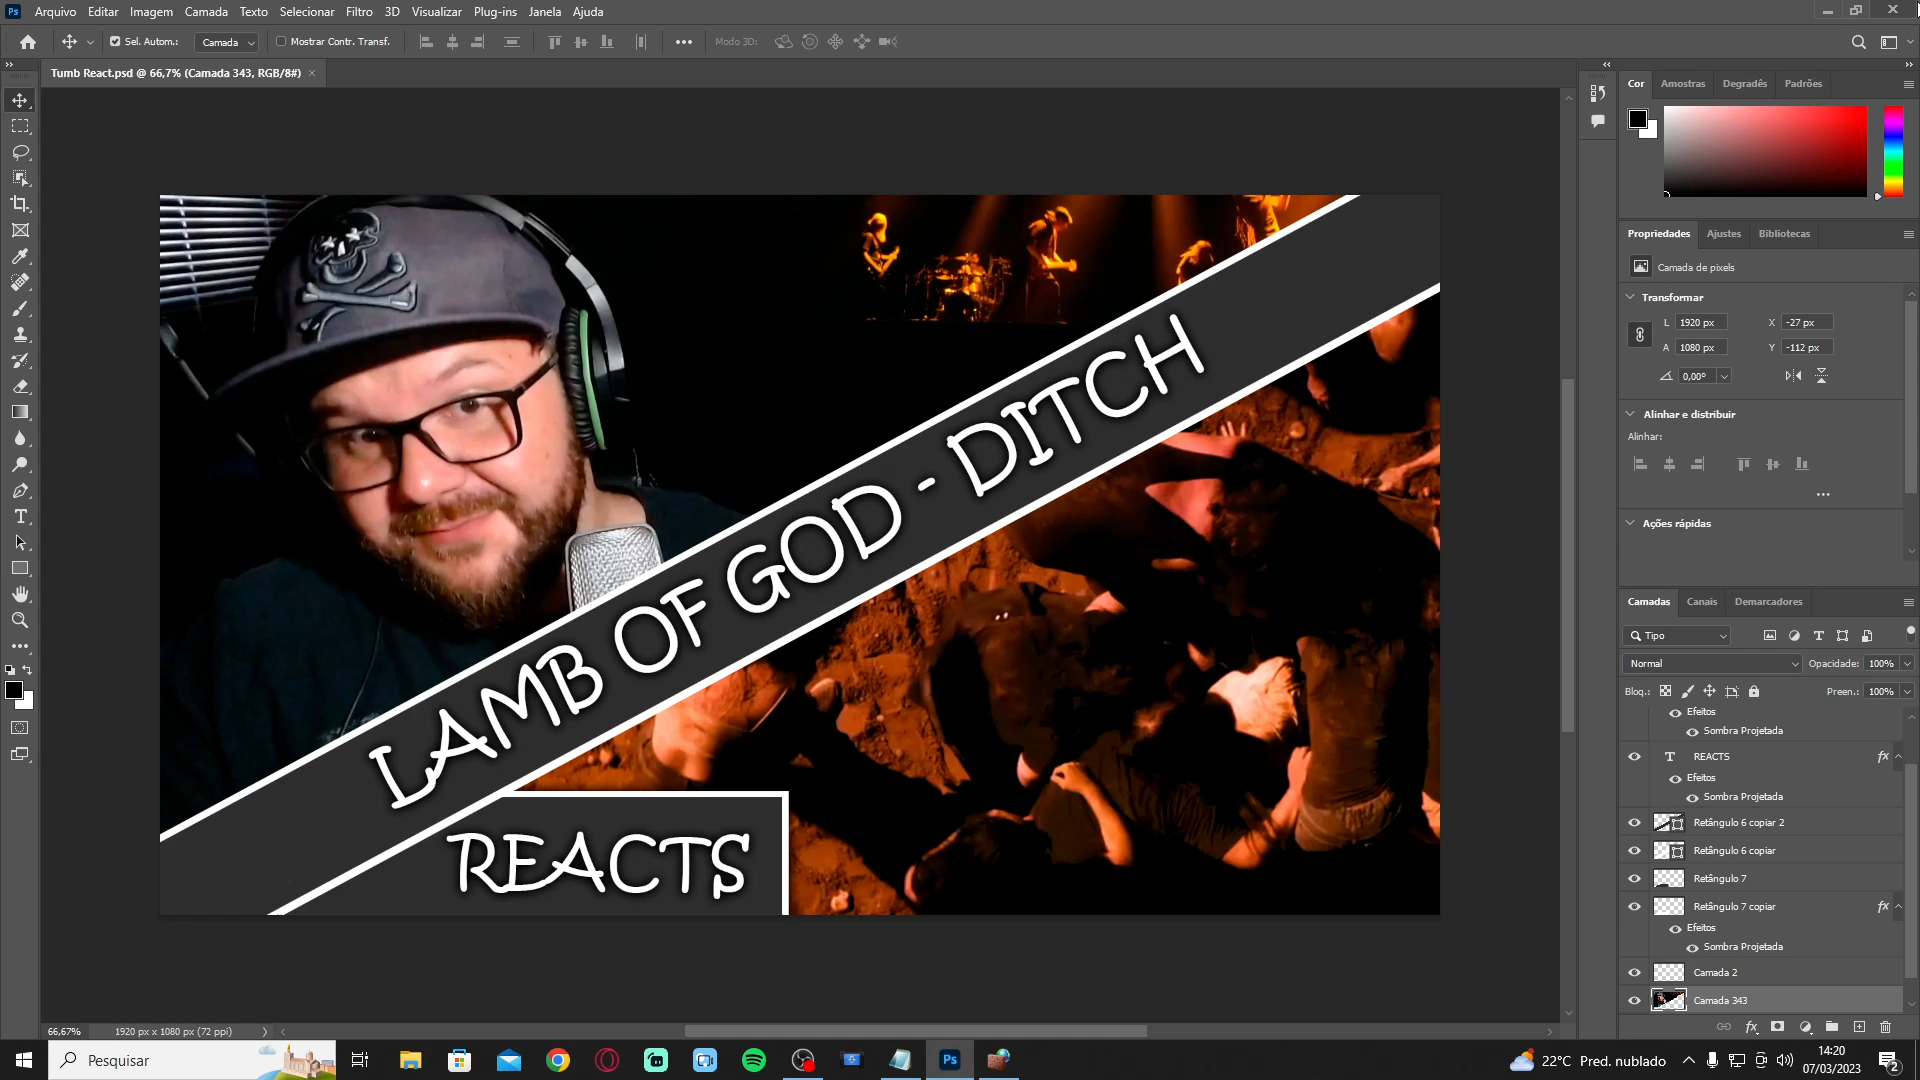 Ps Arquivo Editar Imagem Camada Texto Selecionar Filtro 3D Visualizar Plug-ins Janela Ajuda
Sel. Autom.: Camada Mostrar Contr. Transf. Modo 3D:
Tumb React.psd @ 66,7% (Camada 343, RGB/8#)
Cor Amostras Degradês Padrões
Propriedades Ajustes Bibliotecas
Camada de pixels
Transformar
L 1920 px X -27 px
A 1080 px Y -112 px
0,00°
Alinhar e distribuir
Alinhar:
Ações rápidas
LAMB OF GOD - DITCH
REACTS
Camadas Canais Demarcadores
Tipo
Normal Opacidade: 100%
Bloq.: Preen.: 100%
Efeitos
Sombra Projetada
T REACTS fx
Efeitos
Sombra Projetada
Retângulo 6 copiar 2
Retângulo 6 copiar
Retângulo 7
Retângulo 7 copiar fx
Efeitos
Sombra Projetada
Camada 2
Camada 343
fx
66,67% 1920 px x 1080 px (72 ppi)
Pesquisar
Ps
22°C Pred. nublado
14:20
07/03/2023
2